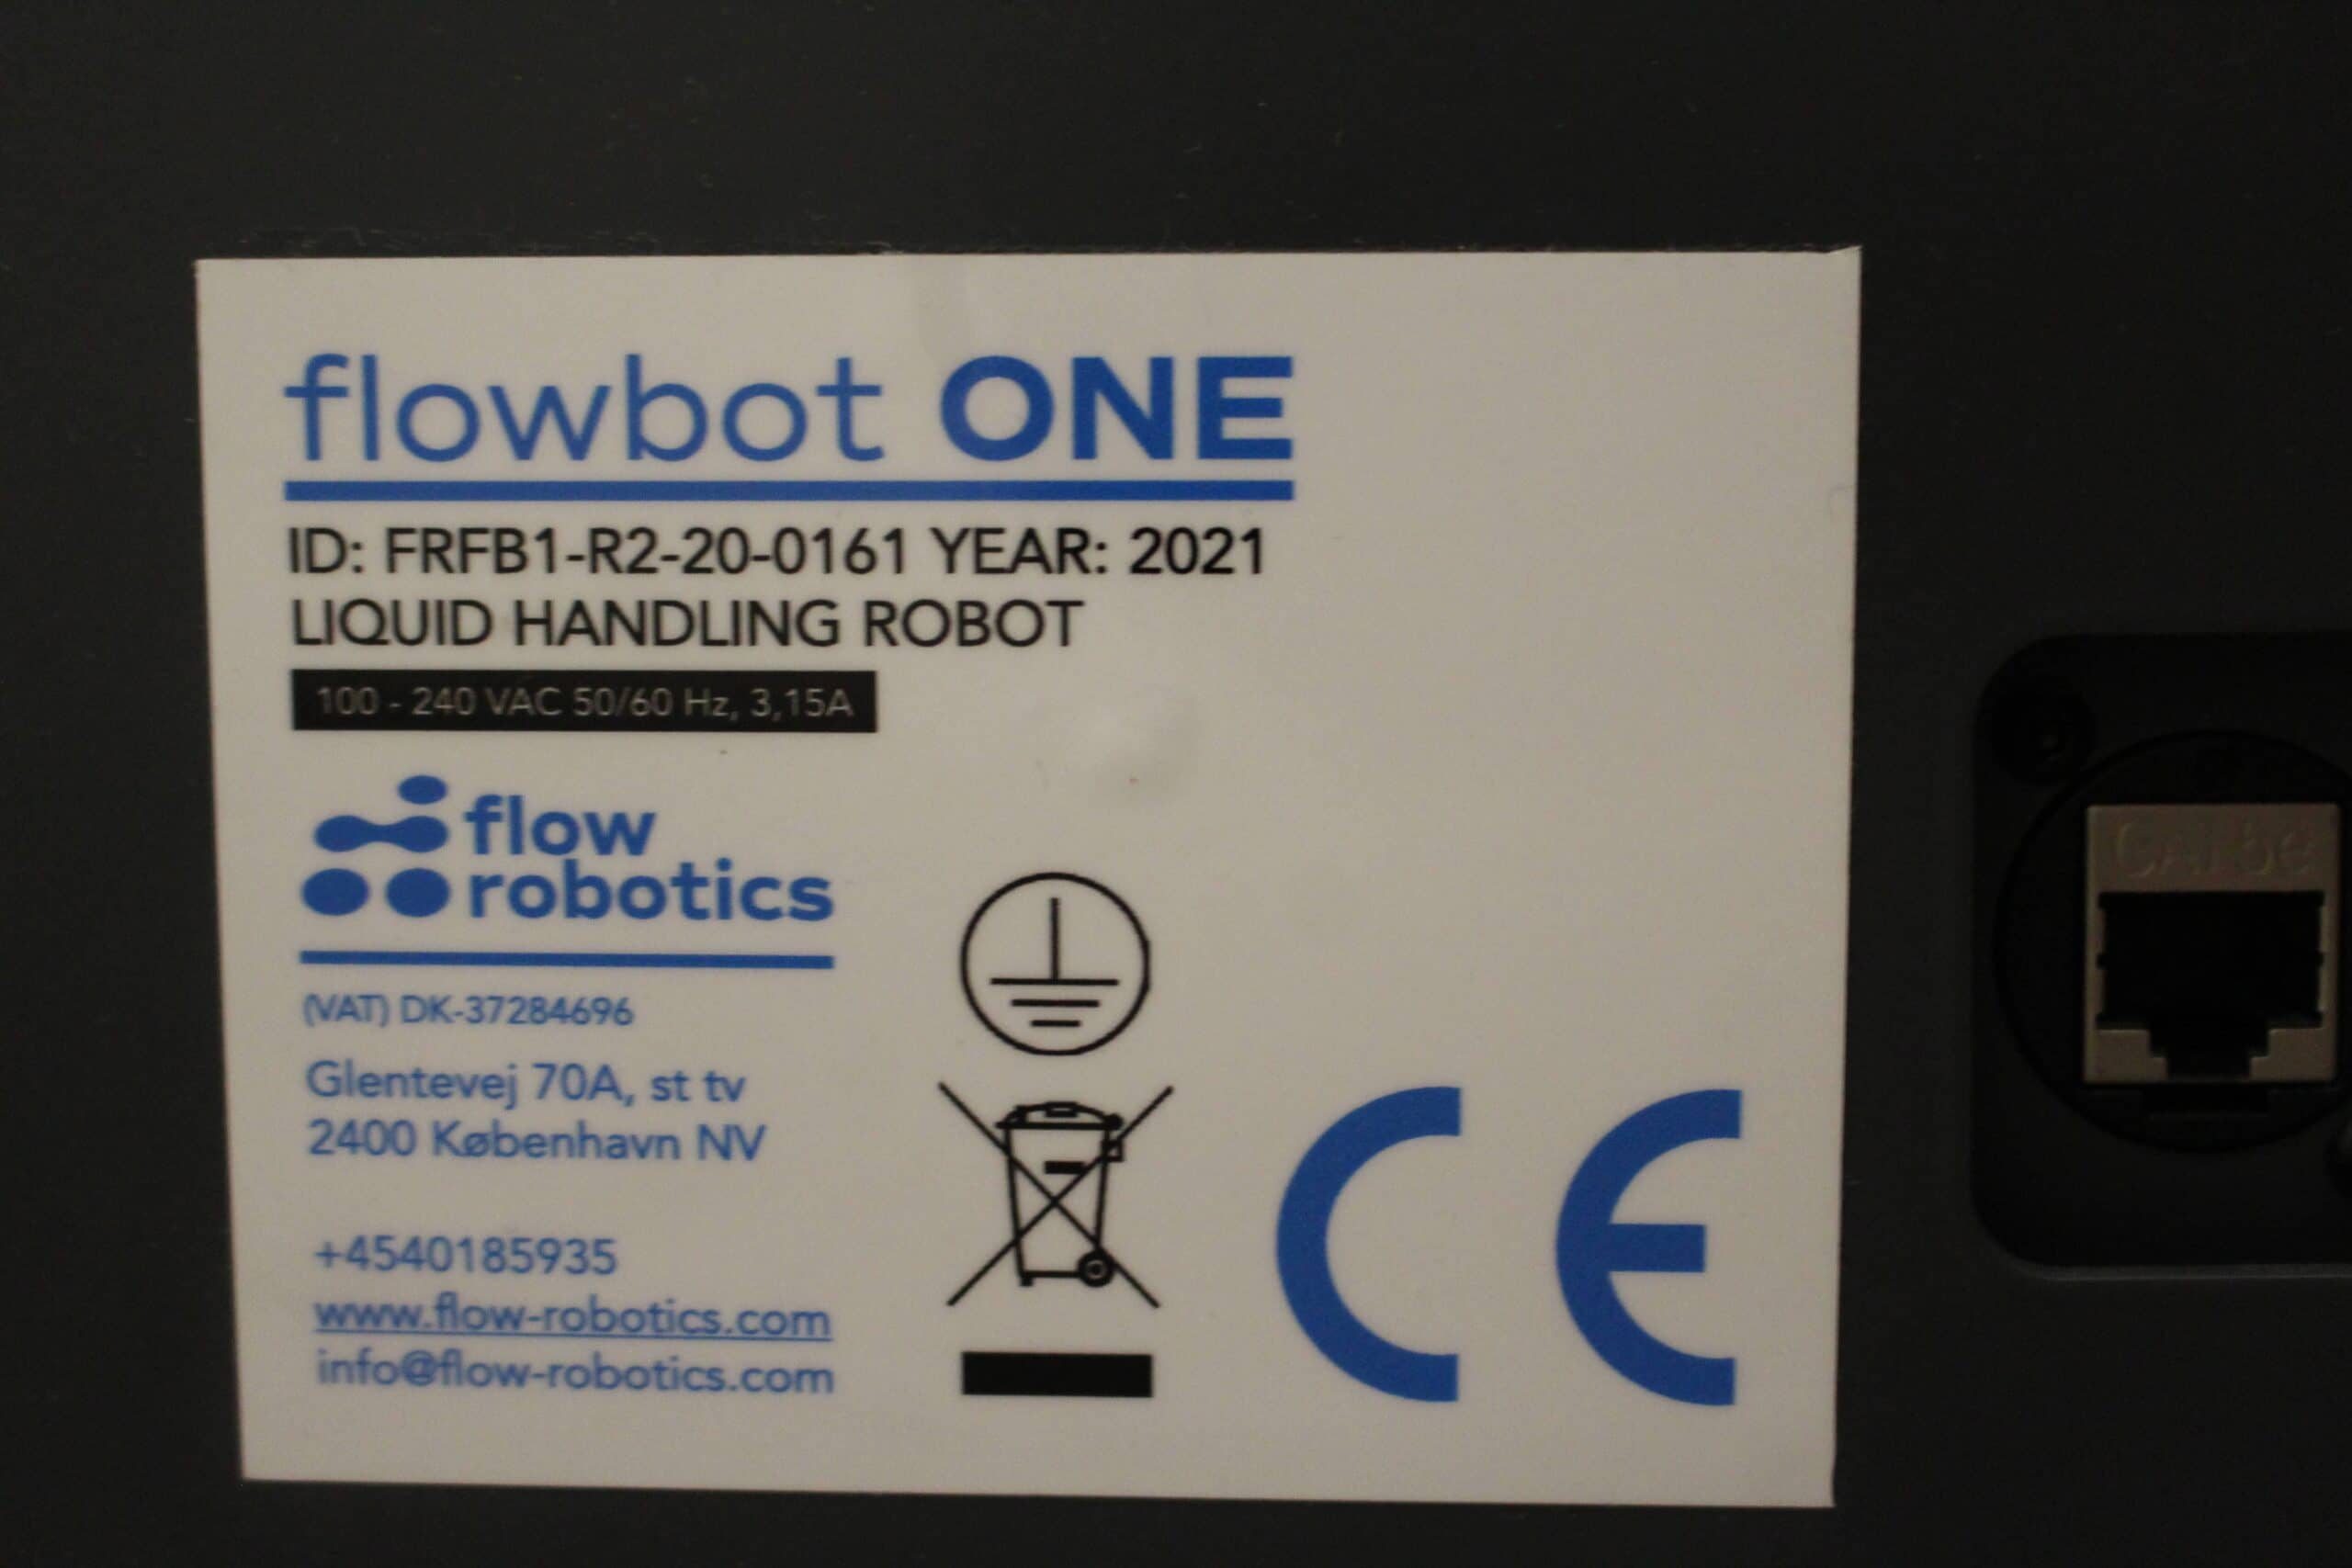 flowbot ONE
ID: FRFB1-R2-20-0161 YEAR: 2021
LIQUID HANDLING ROBOT
100 - 240 VAC 50/60 Hz, 3,15A
flow
robotics
(VAT) DK-37284696
Glentevej 70A, st tv
2400 København NV
+4540185935
www.flow-robotics.com
info@flow-robotics.com
CE
CAT5e